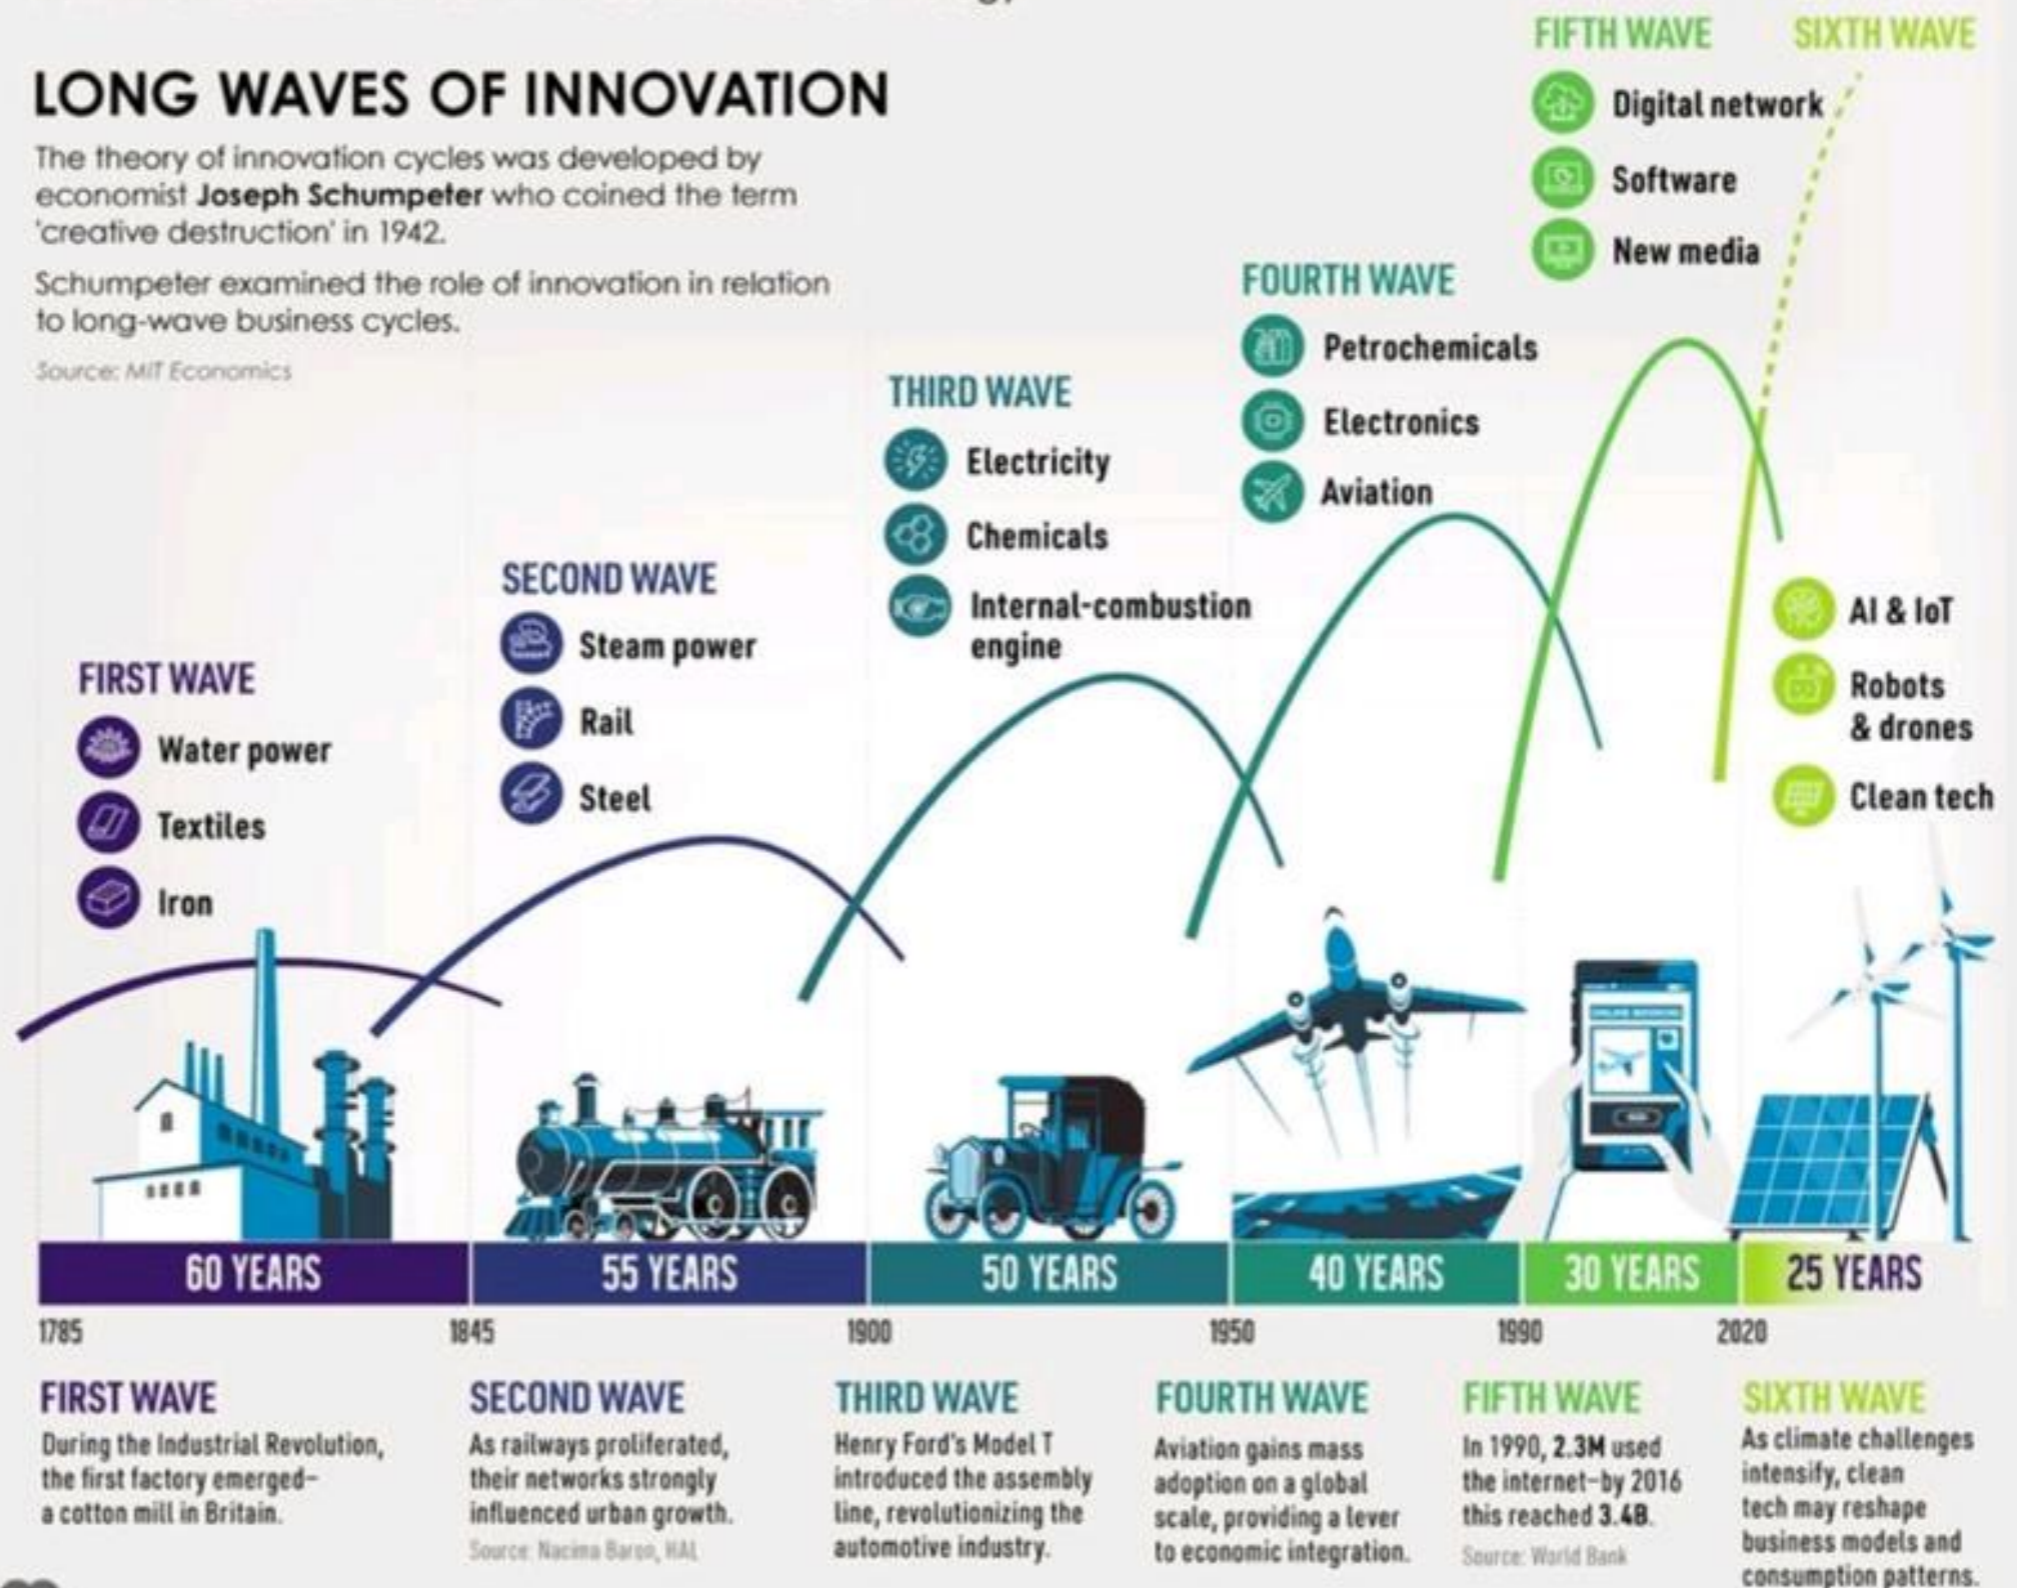 LONG WAVES OF INNOVATION
The theory of innovation cycles was developed by
economist Joseph Schumpeter who coined the term
'creative destruction' in 1942.
Schumpeter examined the role of innovation in relation
to long-wave business cycles.
Source: MIT Economics
FIRST WAVE
Water power
Textiles
Iron
SECOND WAVE
Steam power
Rail
Steel
THIRD WAVE
Electricity
Chemicals
Internal-combustion
engine
FOURTH WAVE
Petrochemicals
Electronics
Aviation
FIFTH WAVE
Digital network
Software
New media
SIXTH WAVE
AI & IoT
Robots
& drones
Clean tech
60 YEARS
55 YEARS
50 YEARS
40 YEARS
30 YEARS
25 YEARS
1785
1845
1900
1950
1990
2020
FIRST WAVE
During the Industrial Revolution,
the first factory emerged–
a cotton mill in Britain.
SECOND WAVE
As railways proliferated,
their networks strongly
influenced urban growth.
Source: Nacima Baron, HAL
THIRD WAVE
Henry Ford's Model T
introduced the assembly
line, revolutionizing the
automotive industry.
FOURTH WAVE
Aviation gains mass
adoption on a global
scale, providing a lever
to economic integration.
FIFTH WAVE
In 1990, 2.3M used
the internet–by 2016
this reached 3.4B.
Source: World Bank
SIXTH WAVE
As climate challenges
intensify, clean
tech may reshape
business models and
consumption patterns.